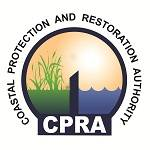 COASTAL PROTECTION AND RESTORATION AUTHORITY
CPRA